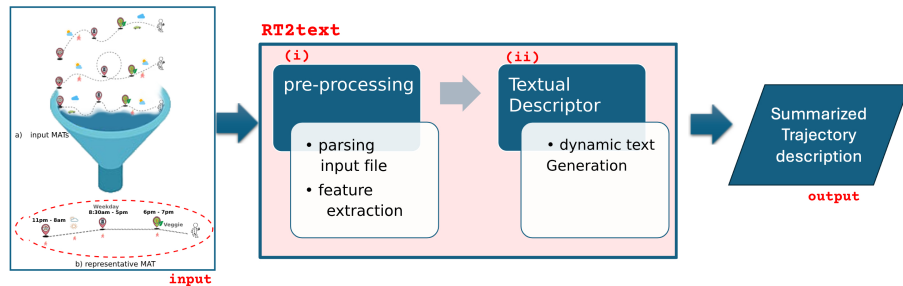 a) input MATs
Weekday
11pm - 8am
8:30am - 5pm
6pm - 7pm
Veggie
b) representative MAT
input
RT2text
(i)
pre-processing
• parsing
input file
• feature
extraction
(ii)
Textual
Descriptor
• dynamic text
Generation
Summarized
Trajectory
description
output